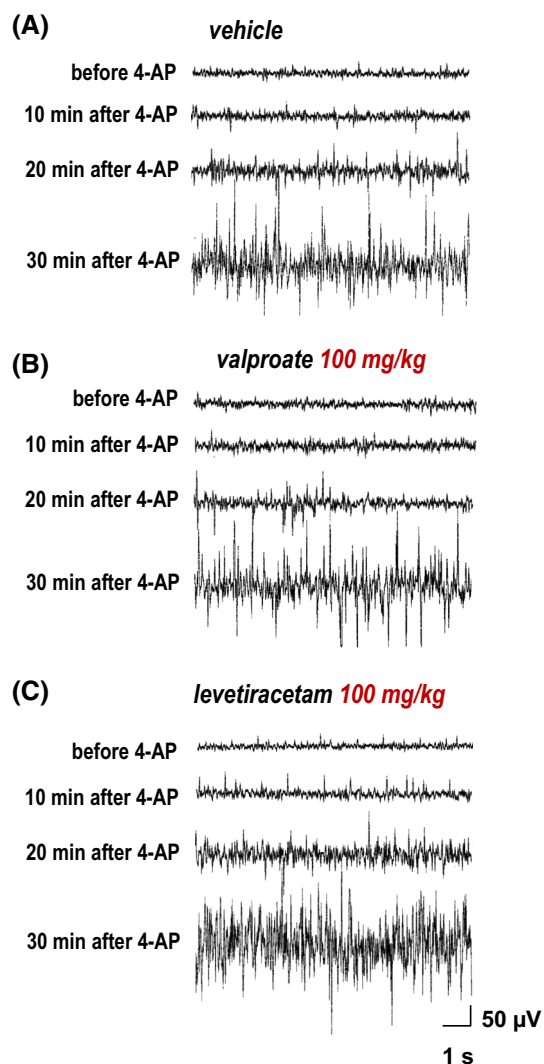 (A)
vehicle
before 4-AP
10 min after 4-AP
20 min after 4-AP
30 min after 4-AP
(B)
valproate 100 mg/kg
before 4-AP
10 min after 4-AP
20 min after 4-AP
30 min after 4-AP
(C)
levetiracetam 100 mg/kg
before 4-AP
10 min after 4-AP
20 min after 4-AP
30 min after 4-AP
50 µV
1 s